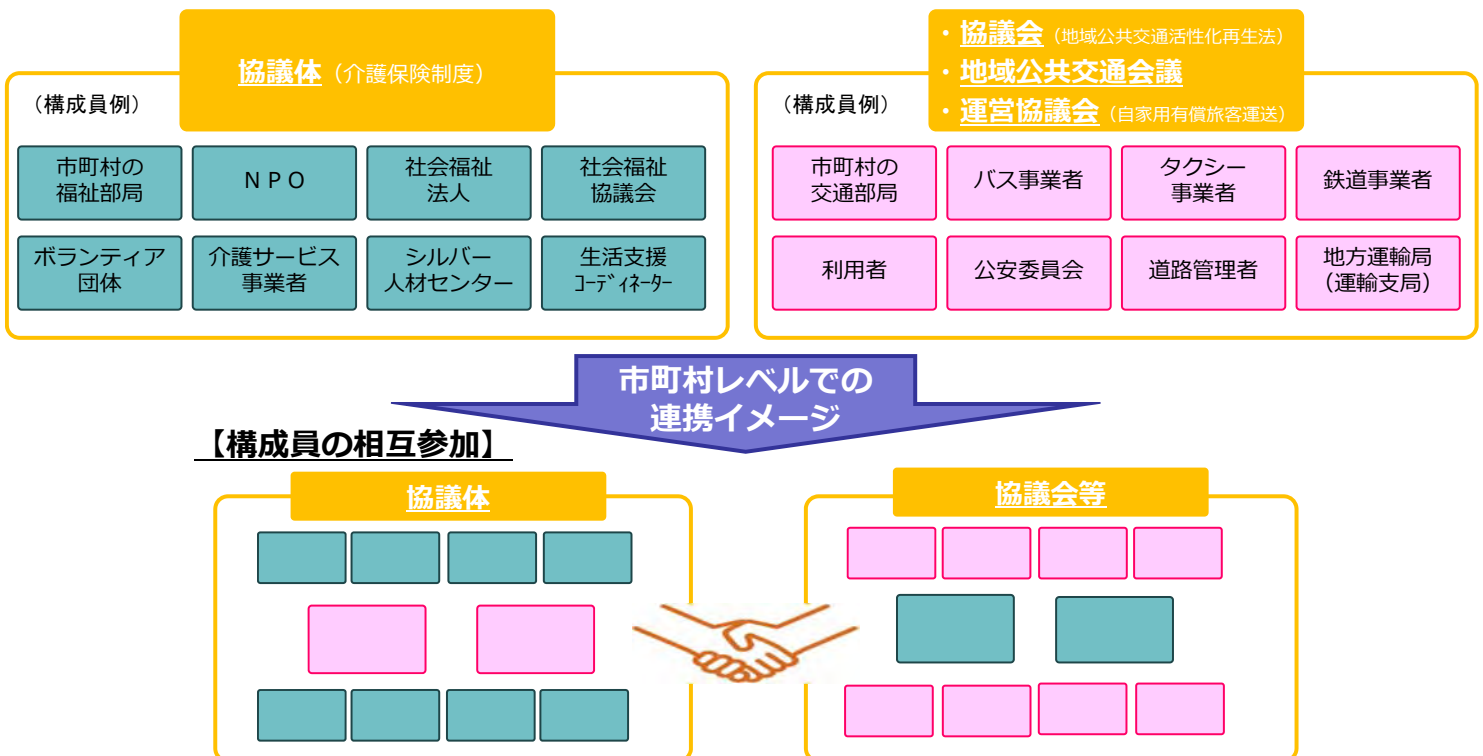 協議体（介護保険制度）
（構成員例）
市町村の
福祉部局
ＮＰＯ
社会福祉
法人
社会福祉
協議会
ボランティア
団体
介護サービス
事業者
シルバー
人材センター
生活支援
ｺｰﾃﾞｨﾈｰﾀｰ
・協議会（地域公共交通活性化再生法）
・地域公共交通会議
・運営協議会（自家用有償旅客運送）
（構成員例）
市町村の
交通部局
バス事業者
タクシー
事業者
鉄道事業者
利用者
公安委員会
道路管理者
地方運輸局
（運輸支局）
市町村レベルでの
連携イメージ
【構成員の相互参加】
協議体
協議会等